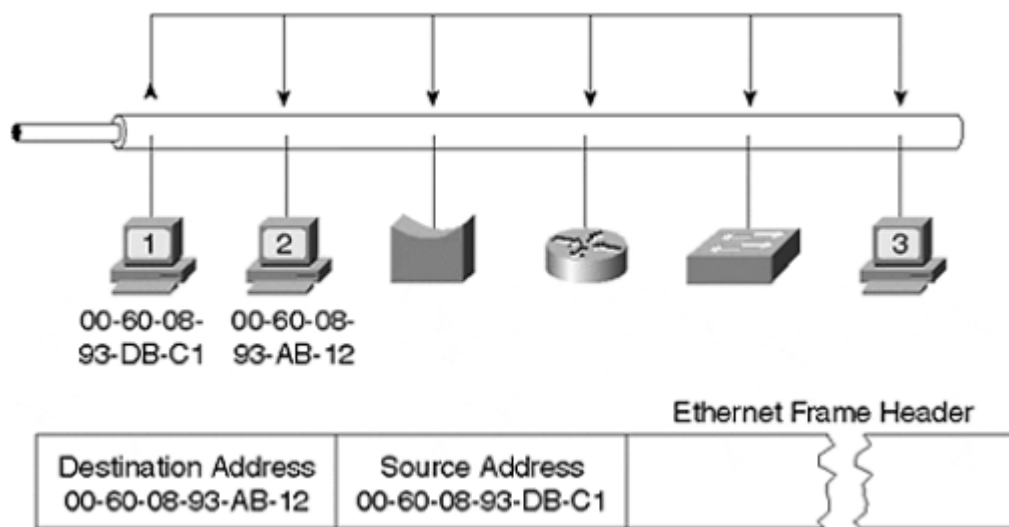 1
2
3
00-60-08-
93-DB-C1
00-60-08-
93-AB-12
Ethernet Frame Header
Destination Address
00-60-08-93-AB-12
Source Address
00-60-08-93-DB-C1